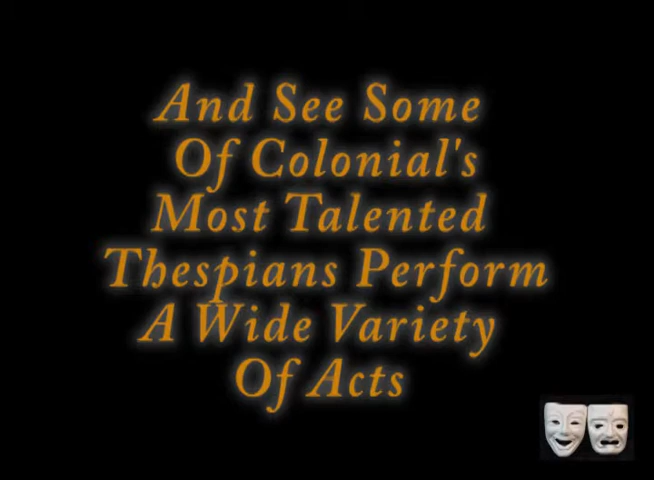 And See Some
Of Colonial's
Most Talented
Thespians Perform
A Wide Variety
Of Acts